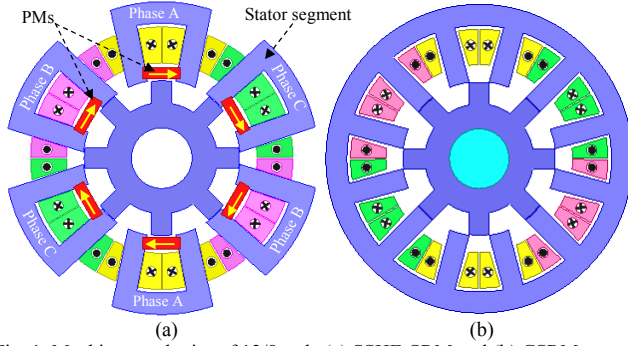 PMs
Phase A
Stator segment
Phase B
Phase C
Phase C
Phase B
Phase A
(a)
(b)